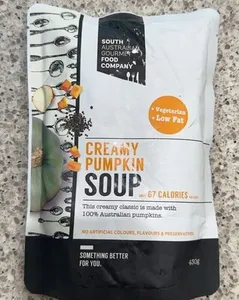 SOUTH
AUSTRALIAN
GOURMET
FOOD
COMPANY
• Vegetarian
• Low Fat
CREAMY
PUMPKIN
SOUP
67 CALORIES
This creamy classic is made with
100% Australian pumpkins.
NO ARTIFICIAL COLOURS, FLAVOURS & PRESERVATIVES
SOMETHING BETTER
FOR YOU.
430g